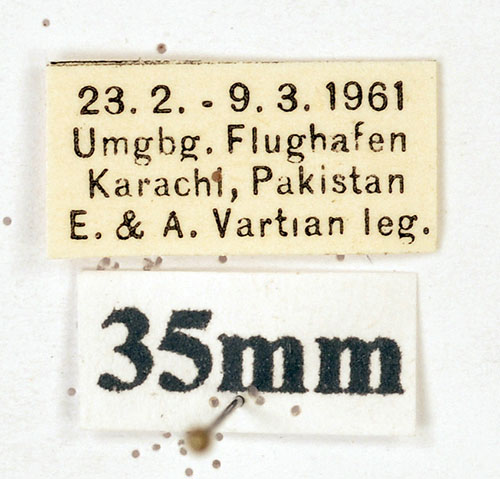 23. 2. - 9. 3. 1961
Umgbg. Flughafen
Karachi, Pakistan
E. & A. Vartian leg.
35mm